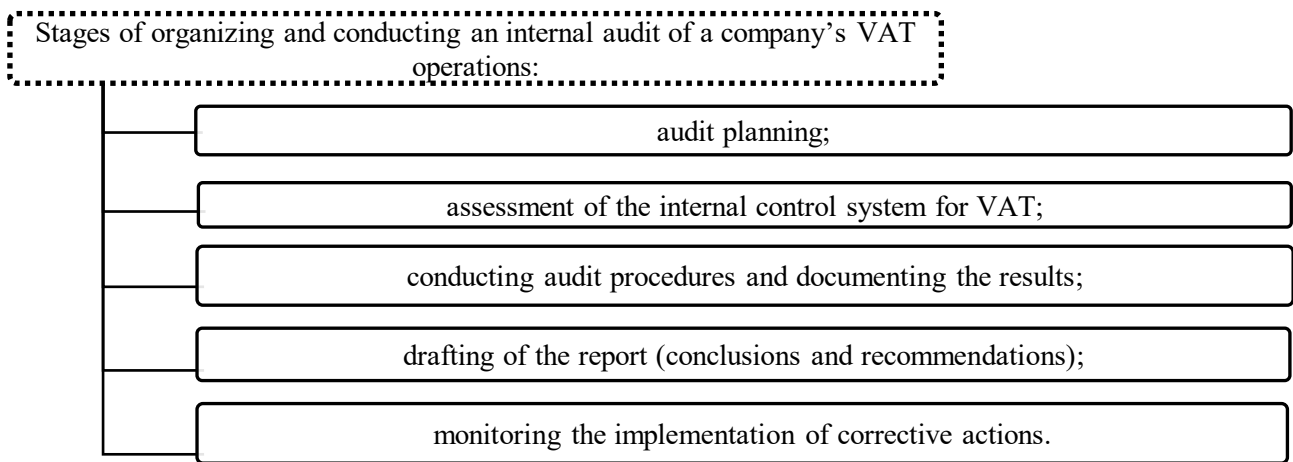 Stages of organizing and conducting an internal audit of a company’s VAT
operations:
audit planning;
assessment of the internal control system for VAT;
conducting audit procedures and documenting the results;
drafting of the report (conclusions and recommendations);
monitoring the implementation of corrective actions.